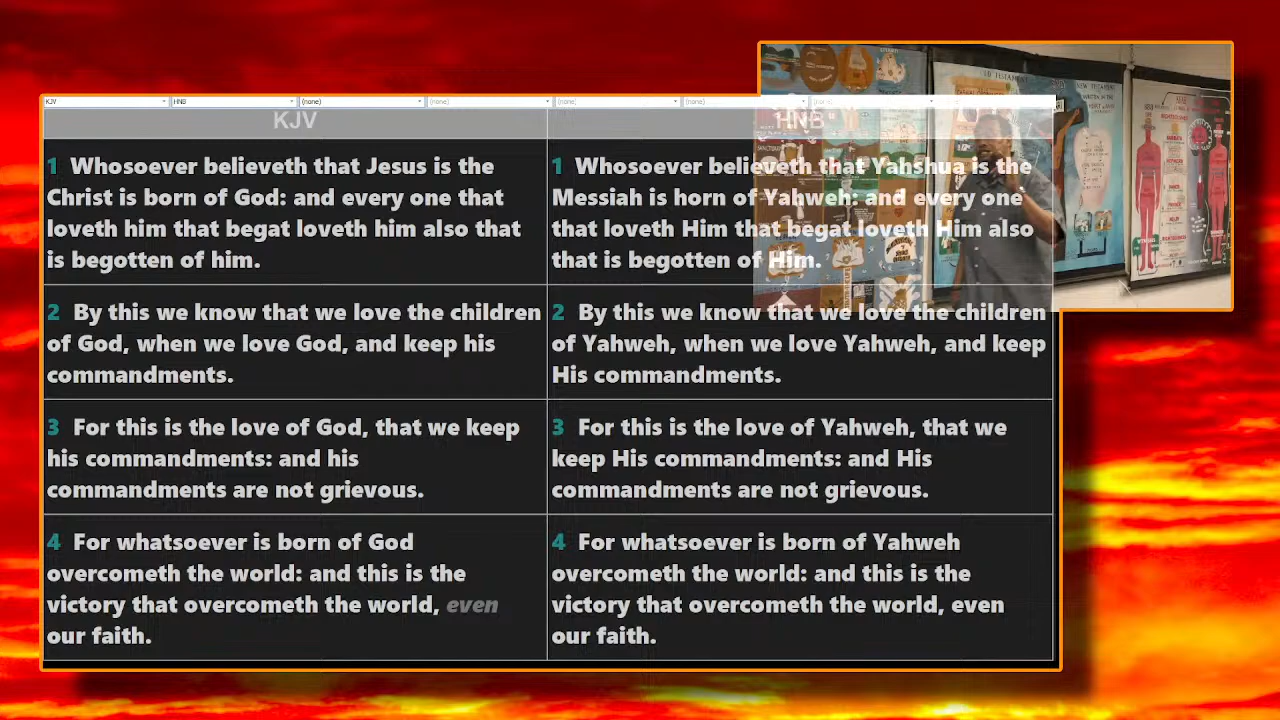 KJV
HNB
(none)
(none)
(none)
(none)
(none)
KJV
HNB
1 Whosoever believeth that Jesus is the
Christ is born of God: and every one that
loveth him that begat loveth him also that
is begotten of him.
1 Whosoever believeth that Yahshua is the
Messiah is horn of Yahweh: and every one
that loveth Him that begat loveth Him also
that is begotten of Him.
2 By this we know that we love the children
of God, when we love God, and keep his
commandments.
2 By this we know that we love the children
of Yahweh, when we love Yahweh, and keep
His commandments.
3 For this is the love of God, that we keep
his commandments: and his
commandments are not grievous.
3 For this is the love of Yahweh, that we
keep His commandments: and His
commandments are not grievous.
4 For whatsoever is born of God
overcometh the world: and this is the
victory that overcometh the world, even
our faith.
4 For whatsoever is born of Yahweh
overcometh the world: and this is the
victory that overcometh the world, even
our faith.